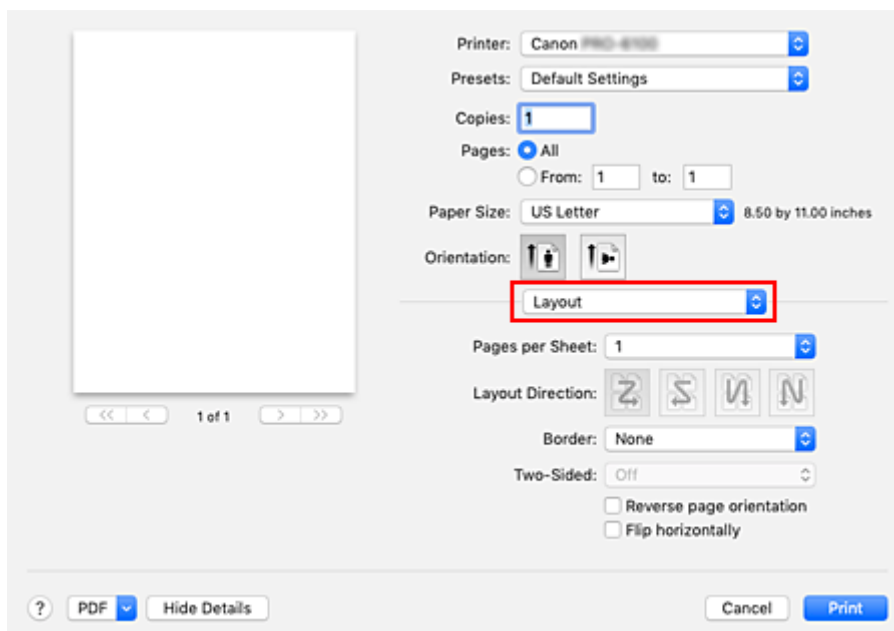 Printer: Canon
Presets: Default Settings
Copies: 1
Pages: All
From: 1 to: 1
Paper Size: US Letter 8.50 by 11.00 inches
Orientation:
Layout
Pages per Sheet: 1
Layout Direction:
Border: None
Two-Sided: Off
Reverse page orientation
Flip horizontally
<< < 1 of 1 > >>
? PDF Hide Details Cancel Print